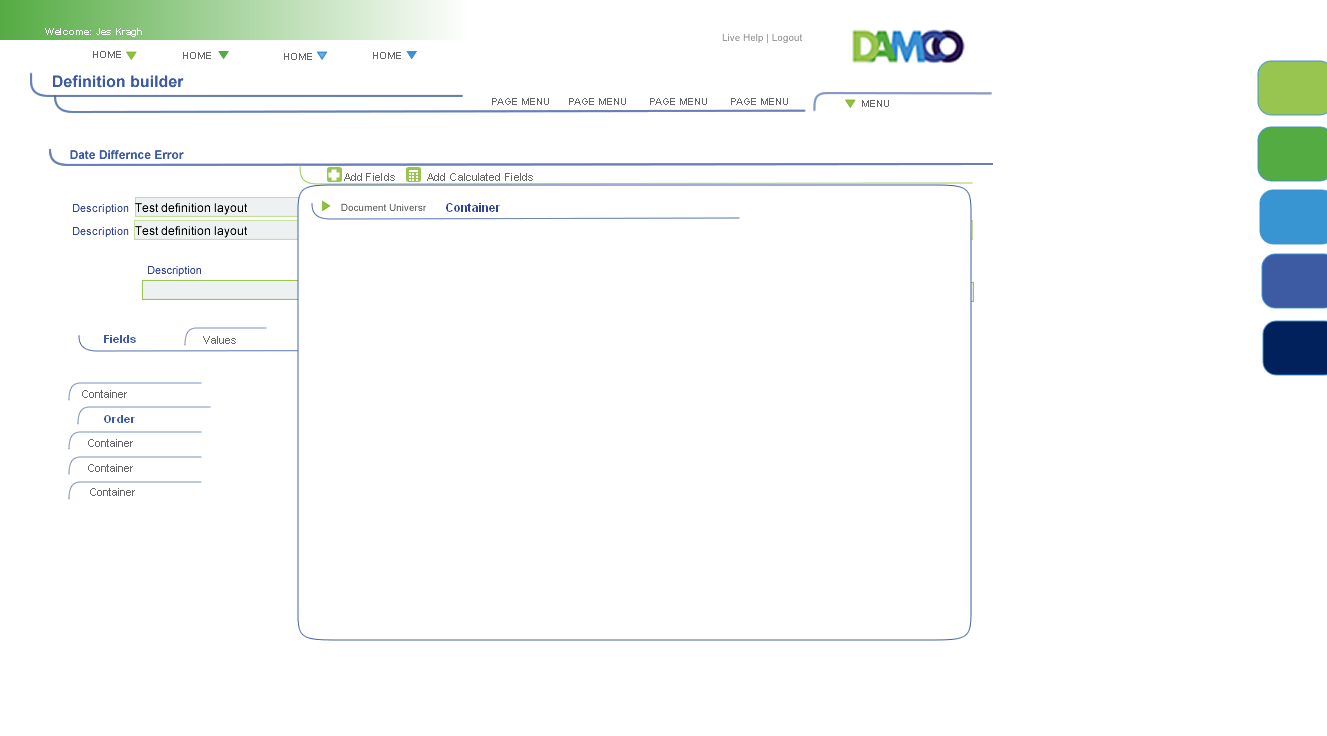 Welcome: Jes Kragh
Live Help | Logout
DAMCO
HOME HOME HOME HOME
Definition builder
PAGE MENU PAGE MENU PAGE MENU PAGE MENU MENU
Date Differnce Error
Add Fields Add Calculated Fields
Description Test definition layout
Document Universr Container
Description Test definition layout
Description
Fields Values
Container
Order
Container
Container
Container